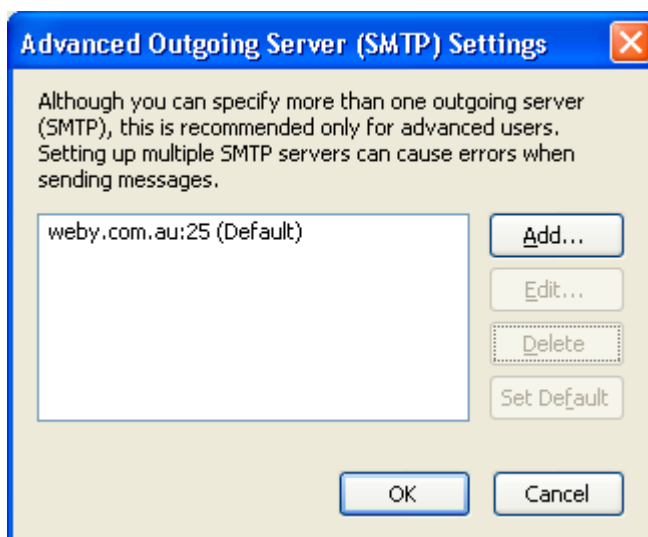 Advanced Outgoing Server (SMTP) Settings
Although you can specify more than one outgoing server
(SMTP), this is recommended only for advanced users.
Setting up multiple SMTP servers can cause errors when
sending messages.
weby.com.au:25 (Default)
Add...
Edit...
Delete
Set Default
OK
Cancel